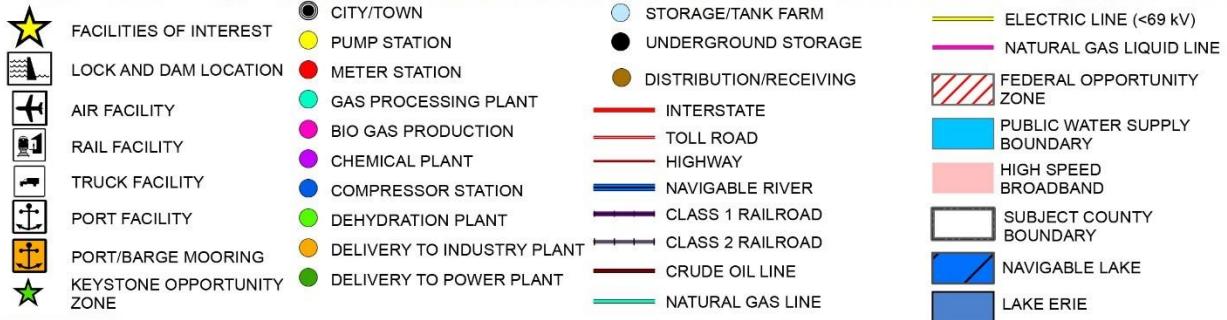 FACILITIES OF INTEREST
LOCK AND DAM LOCATION
AIR FACILITY
RAIL FACILITY
TRUCK FACILITY
PORT FACILITY
PORT/BARGE MOORING
KEYSTONE OPPORTUNITY
ZONE
CITY/TOWN
PUMP STATION
METER STATION
GAS PROCESSING PLANT
BIO GAS PRODUCTION
CHEMICAL PLANT
COMPRESSOR STATION
DEHYDRATION PLANT
DELIVERY TO INDUSTRY PLANT
DELIVERY TO POWER PLANT
STORAGE/TANK FARM
UNDERGROUND STORAGE
DISTRIBUTION/RECEIVING
INTERSTATE
TOLL ROAD
HIGHWAY
NAVIGABLE RIVER
CLASS 1 RAILROAD
CLASS 2 RAILROAD
CRUDE OIL LINE
NATURAL GAS LINE
ELECTRIC LINE (<69 kV)
NATURAL GAS LIQUID LINE
FEDERAL OPPORTUNITY
ZONE
PUBLIC WATER SUPPLY
BOUNDARY
HIGH SPEED
BROADBAND
SUBJECT COUNTY
BOUNDARY
NAVIGABLE LAKE
LAKE ERIE